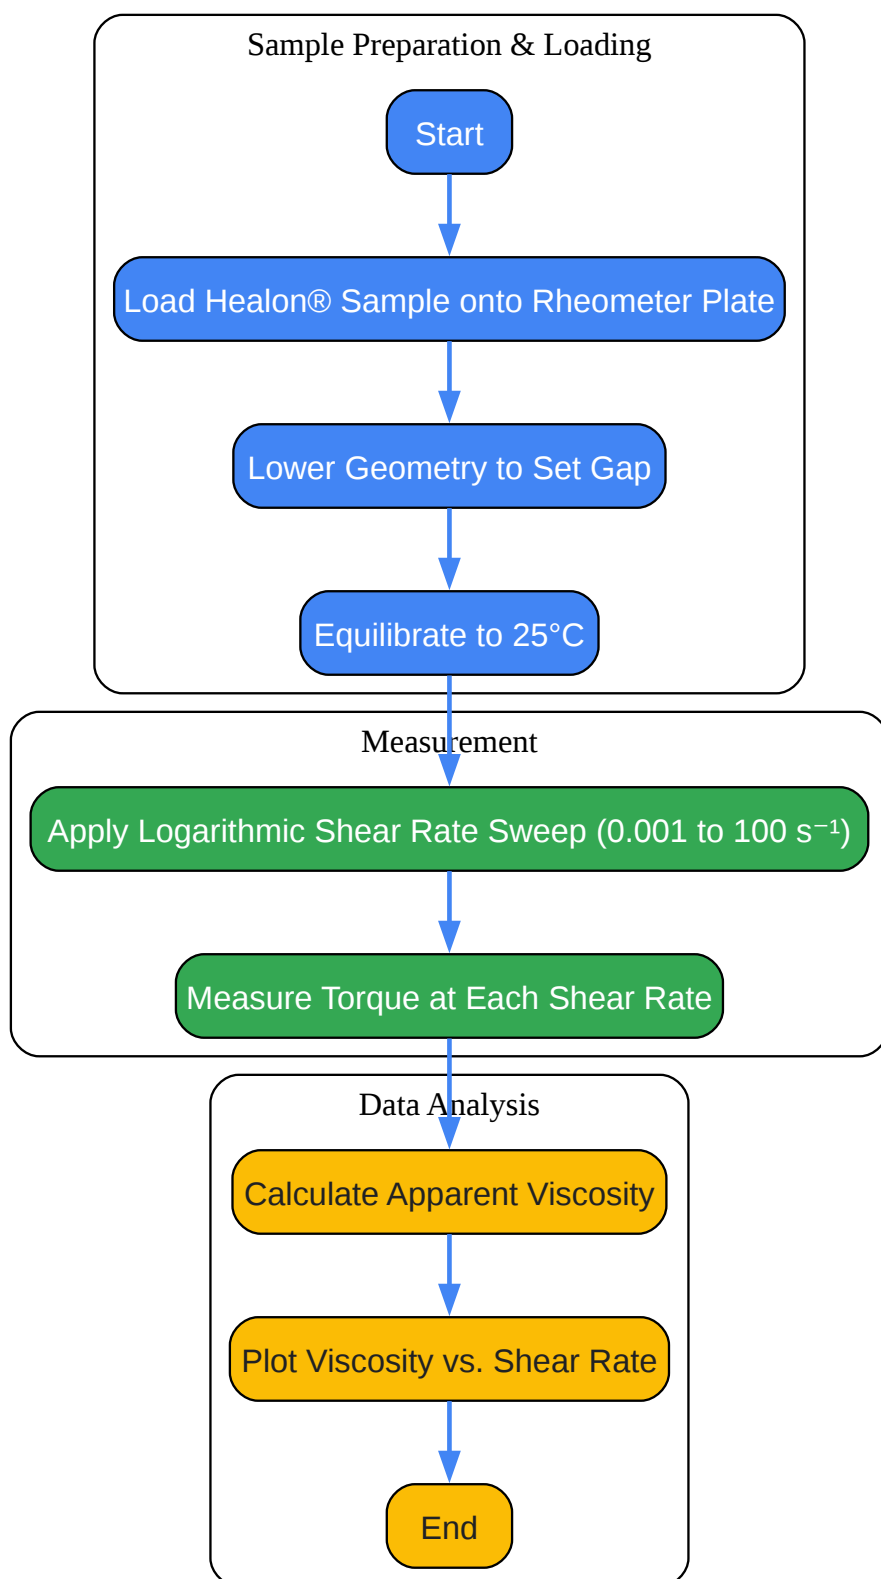 Sample Preparation & Loading
Start
Load Healon® Sample onto Rheometer Plate
Lower Geometry to Set Gap
Equilibrate to 25°C
Measurement
Apply Logarithmic Shear Rate Sweep (0.001 to 100 s⁻¹)
Measure Torque at Each Shear Rate
Data Analysis
Calculate Apparent Viscosity
Plot Viscosity vs. Shear Rate
End